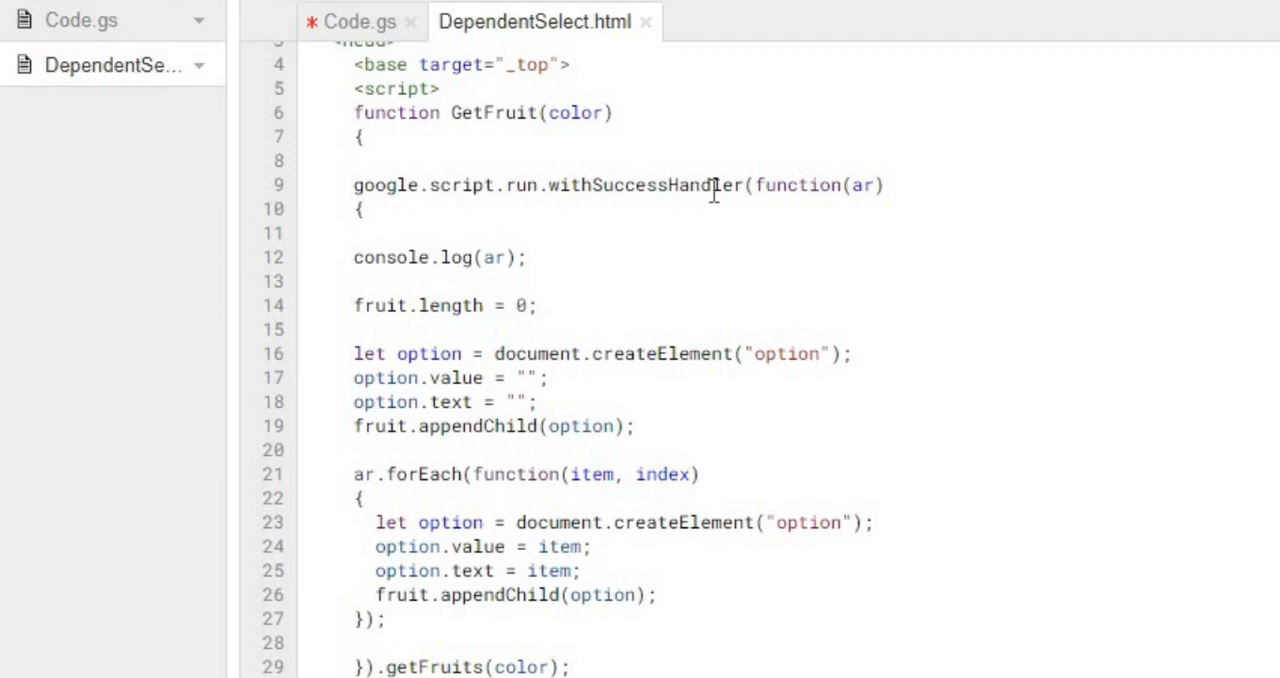 Code.gs
* Code.gs ×
DependentSelect.html ×
DependentSe...
3 <head>
4 <base target="_top">
5 <script>
6 function GetFruit(color)
7 {
8
9 google.script.run.withSuccessHandler(function(ar)
10 {
11
12 console.log(ar);
13
14 fruit.length = 0;
15
16 let option = document.createElement("option");
17 option.value = "";
18 option.text = "";
19 fruit.appendChild(option);
20
21 ar.forEach(function(item, index)
22 {
23 let option = document.createElement("option");
24 option.value = item;
25 option.text = item;
26 fruit.appendChild(option);
27 });
28
29 }).getFruits(color);